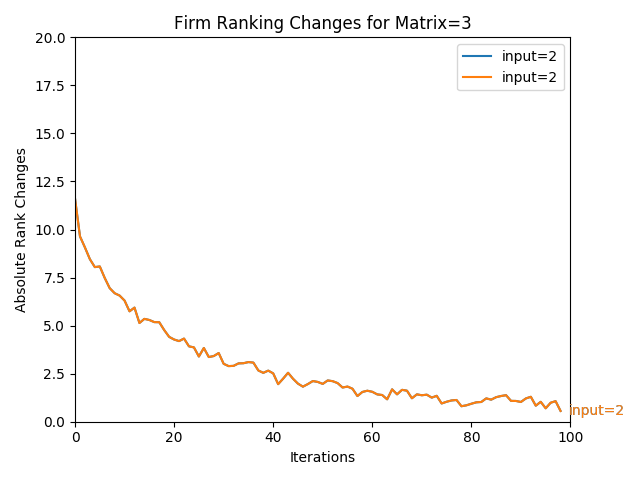 Firm Ranking Changes for Matrix=3
20.0
17.5
15.0
12.5
10.0
7.5
5.0
2.5
0.0
Absolute Rank Changes
input=2
input=2
input=2
0 20 40 60 80 100
Iterations